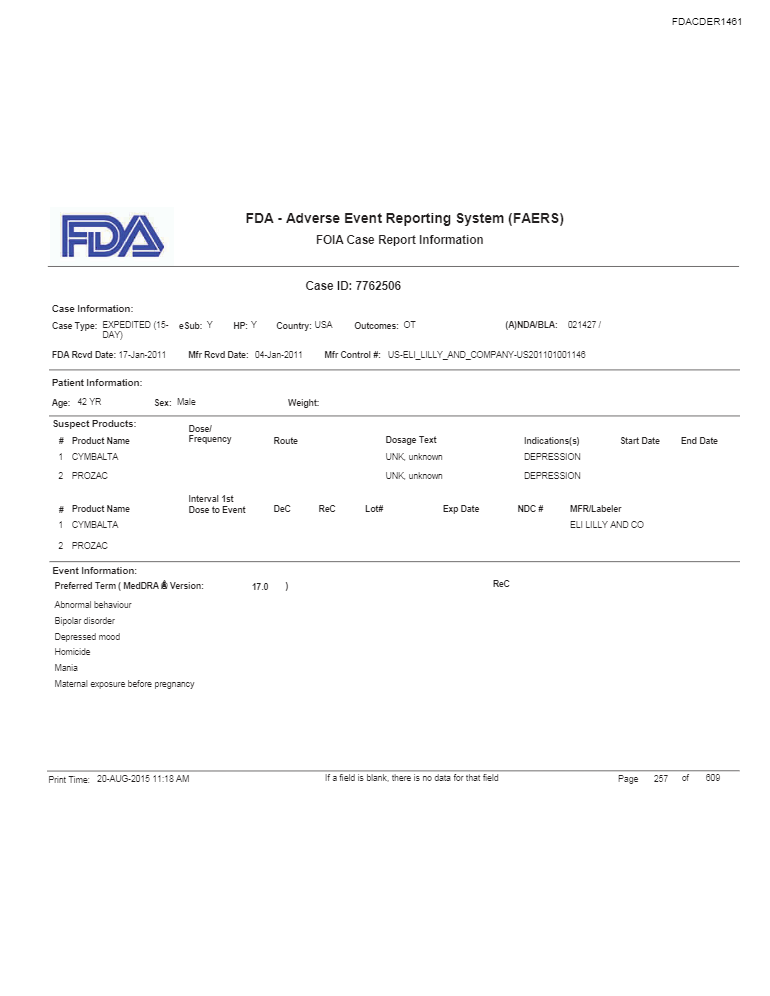 FDACDER1461
FDA
FDA - Adverse Event Reporting System (FAERS)
FOIA Case Report Information
Case ID: 7762506
Case Information:
Case Type: EXPEDITED (15-DAY) eSub: Y HP: Y Country: USA Outcomes: OT (A)NDA/BLA: 021427 /
FDA Rcvd Date: 17-Jan-2011 Mfr Rcvd Date: 04-Jan-2011 Mfr Control #: US-ELI_LILLY_AND_COMPANY-US201101001146
Patient Information:
Age: 42 YR Sex: Male Weight:
Suspect Products:
# Product Name Dose/Frequency Route Dosage Text Indications(s) Start Date End Date
1 CYMBALTA UNK, unknown DEPRESSION
2 PROZAC UNK, unknown DEPRESSION
# Product Name Interval 1st Dose to Event DeC ReC Lot# Exp Date NDC # MFR/Labeler
1 CYMBALTA ELI LILLY AND CO
2 PROZAC
Event Information:
Preferred Term ( MedDRA Version: 17.0 ) ReC
Abnormal behaviour
Bipolar disorder
Depressed mood
Homicide
Mania
Maternal exposure before pregnancy
Print Time: 20-AUG-2015 11:18 AM If a field is blank, there is no data for that field Page 257 of 609